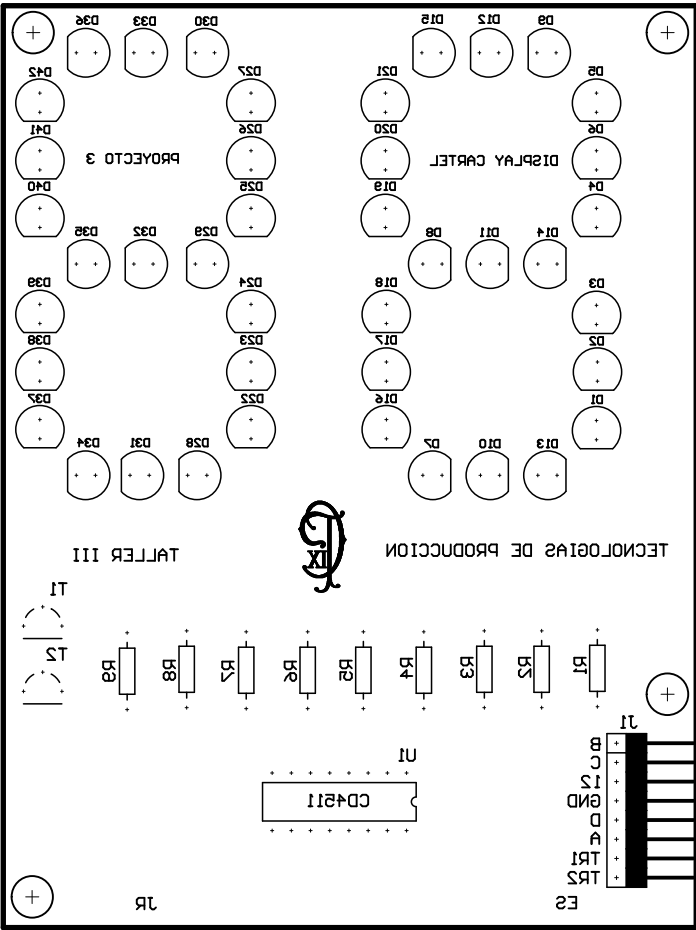 D36 D33 D30 D15 D12 D9
D42 D27 D21 D5
D41 D26 D20 D6
PROYECTO 3 DISPLAY CARTEL
D40 D25 D19 D4
D35 D32 D29 D8 D11 D14
D39 D24 D18 D3
D38 D23 D17 D2
D37 D22 D16 D1
D34 D31 D28 D7 D10 D13
IX
TALLER III TECNOLOGIAS DE PRODUCCION
T1
T2
R9 R8 R7 R6 R5 R4 R3 R2 R1
J1
U1
CD4511
B
C
12
GND
D
A
TR1
TR2
JR ES